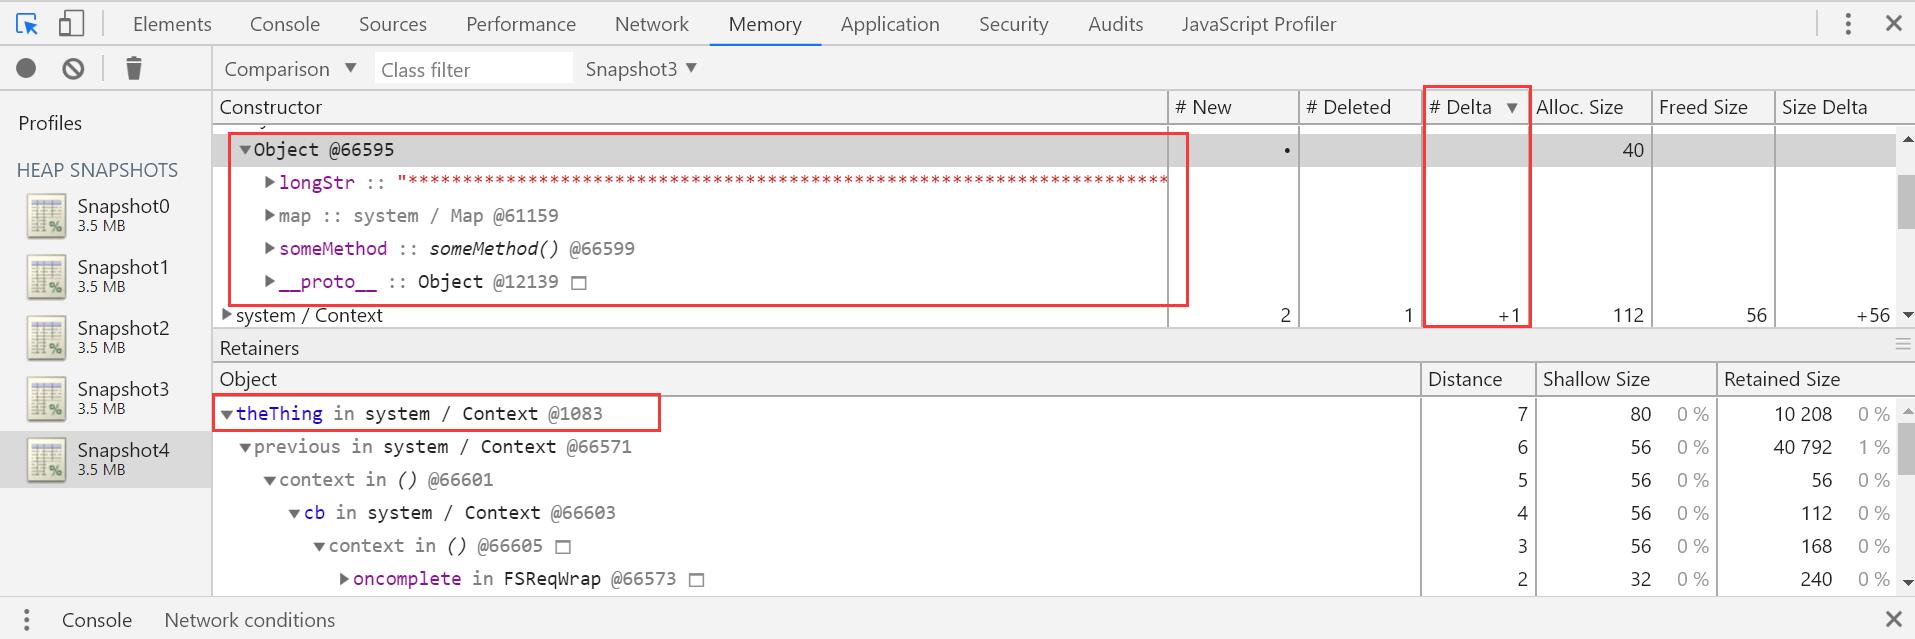 Elements Console Sources Performance Network Memory Application Security Audits JavaScript Profiler
Comparison ▼ Class filter Snapshot3 ▼
Profiles
HEAP SNAPSHOTS
Snapshot0
3.5 MB
Snapshot1
3.5 MB
Snapshot2
3.5 MB
Snapshot3
3.5 MB
Snapshot4
3.5 MB
Constructor # New # Deleted # Delta ▼ Alloc. Size Freed Size Size Delta
▼Object @66595 • 40
▶longStr :: "**********************************************************************
▶map :: system / Map @61159
▶someMethod :: someMethod() @66599
▶__proto__ :: Object @12139
▶system / Context 2 1 +1 112 56 +56
Retainers
Object Distance Shallow Size Retained Size
▼theThing in system / Context @1083 7 80 0 % 10 208 0 %
▼previous in system / Context @66571 6 56 0 % 40 792 1 %
▼context in () @66601 5 56 0 % 56 0 %
▼cb in system / Context @66603 4 56 0 % 112 0 %
▼context in () @66605 3 56 0 % 168 0 %
▶oncomplete in FSReqWrap @66573 2 32 0 % 240 0 %
Console Network conditions